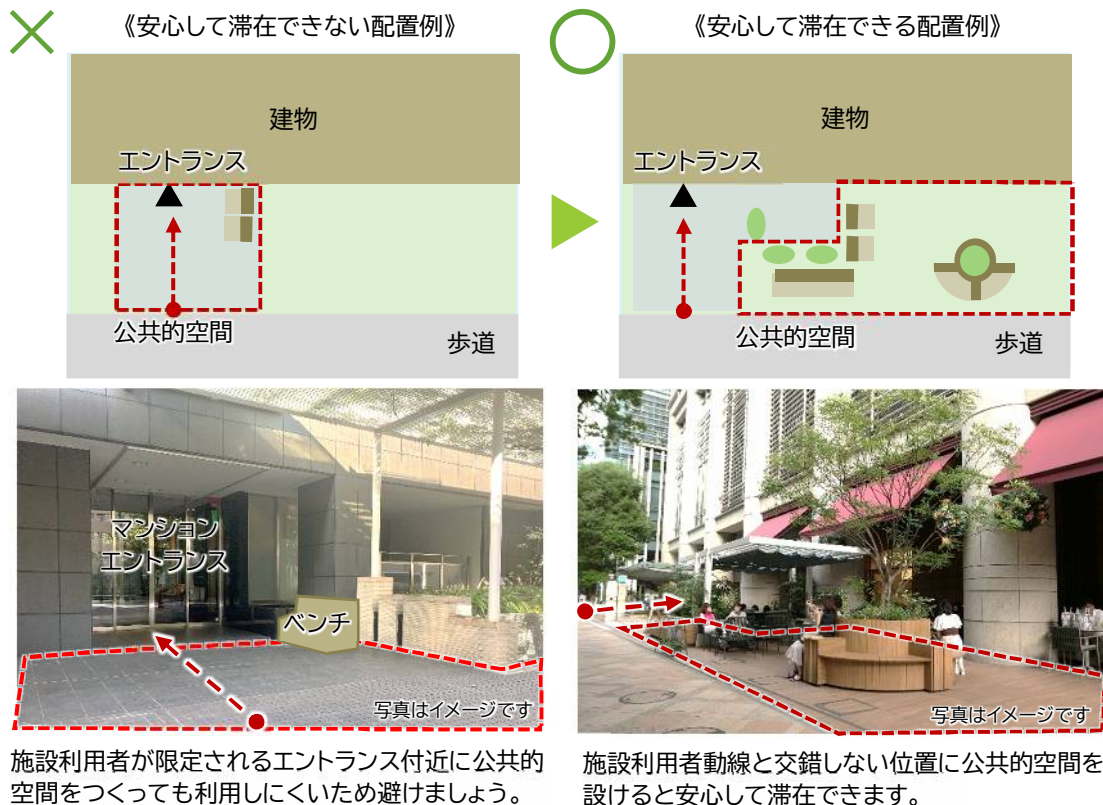 《安心して滞在できない配置例》
建物
エントランス
公共的空間
歩道
マンション
エントランス
ベンチ
写真はイメージです
施設利用者が限定されるエントランス付近に公共的
空間をつくっても利用しにくいため避けましょう。
《安心して滞在できる配置例》
建物
エントランス
公共的空間
歩道
写真はイメージです
施設利用者動線と交錯しない位置に公共的空間を
設けると安心して滞在できます。